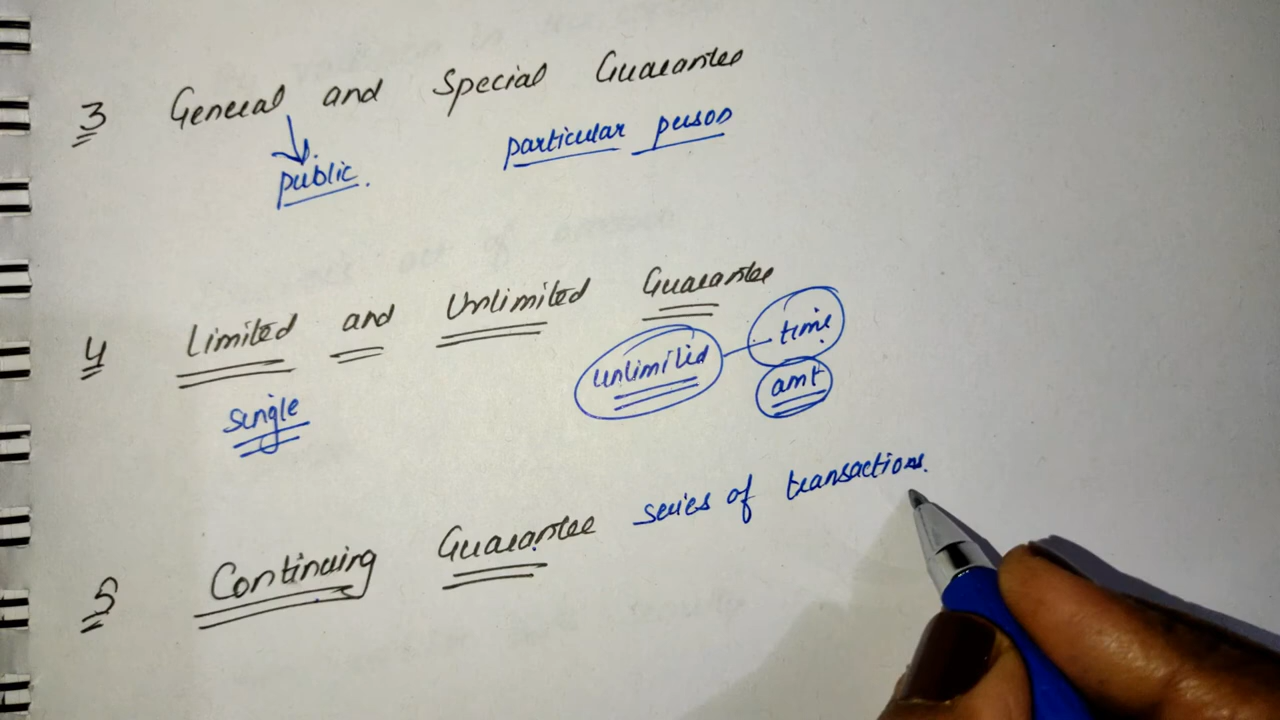 3 General and Special Guarantee
public.
particular person
4 Limited and Unlimited Guarantee
single
unlimited time
amt
5 Continuing Guarantee series of transactions.